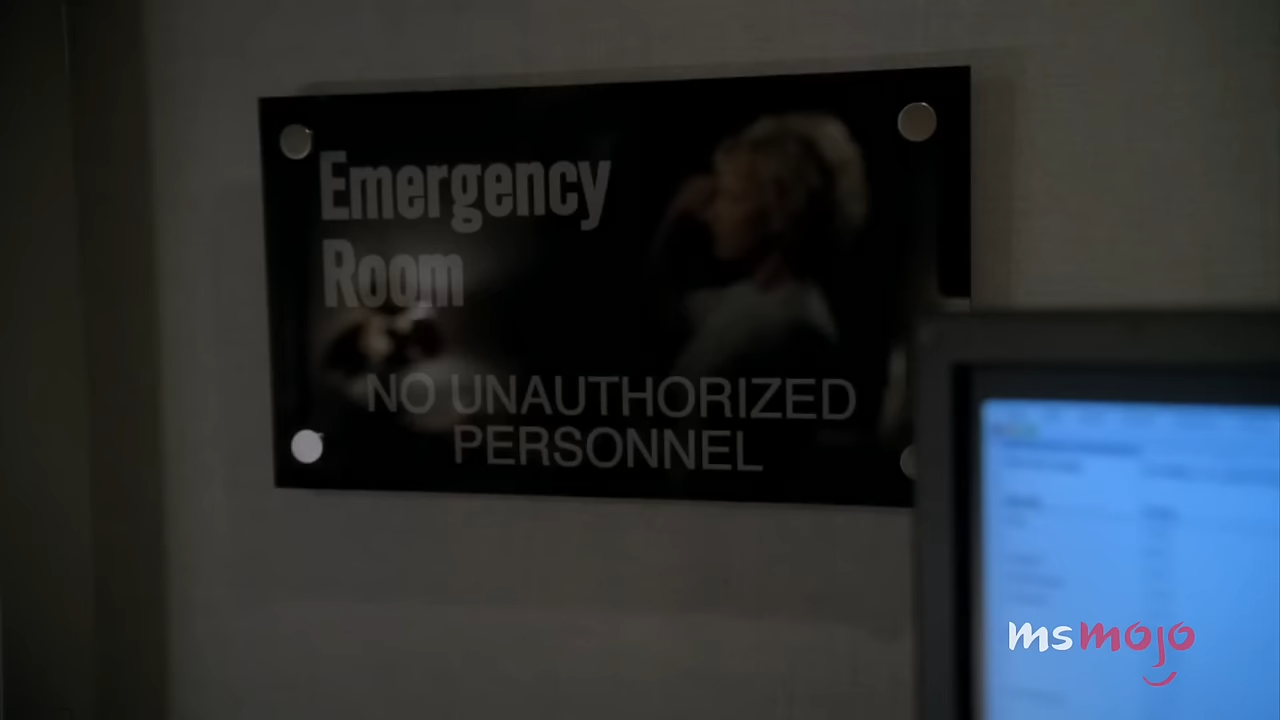 Emergency
Room
NO UNAUTHORIZED
PERSONNEL
msmojo